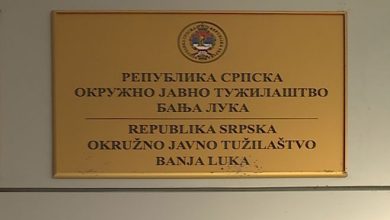 РЕПУБЛИКА СРПСКА
ОКРУЖНО ЈАВНО ТУЖИЛАШТВО
БАЊА ЛУКА
REPUBLIKA SRPSKA
OKRUŽNO JAVNO TUŽILAŠTVO
BANJA LUKA